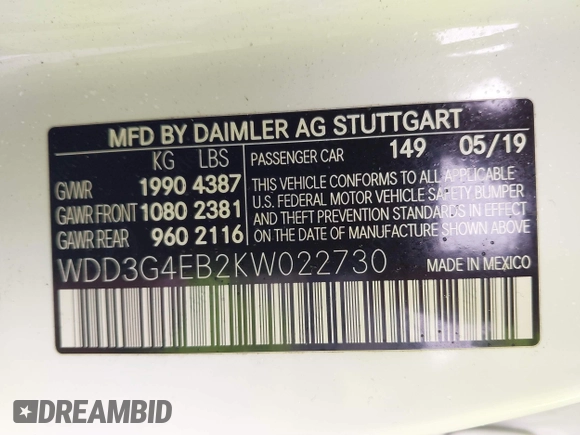 MFD BY DAIMLER AG STUTTGART
KG LBS
PASSENGER CAR 149 05/19
GVWR 1990 4387
GAWR FRONT 1080 2381
GAWR REAR 960 2116
THIS VEHICLE CONFORMS TO ALL APPLICABLE
U.S. FEDERAL MOTOR VEHICLE SAFETY BUMPER
AND THEFT PREVENTION STANDARDS IN EFFECT ON
THE DATE OF MANUFACTURE SHOWN ABOVE.
WDD3G4EB2KW022730 MADE IN MEXICO
DREAMBID